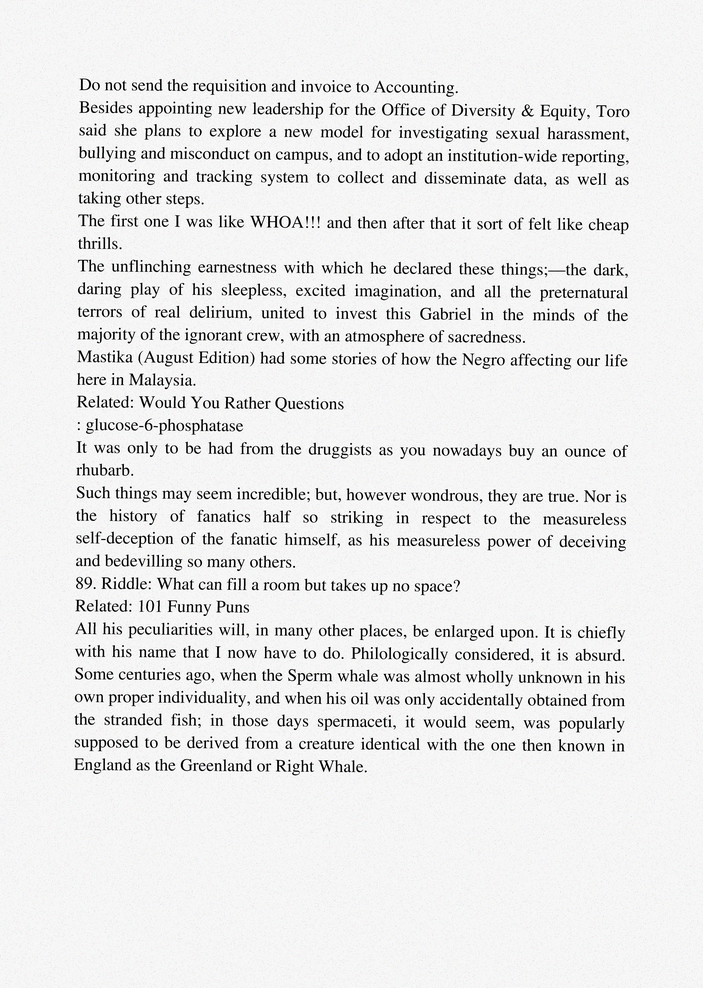 Do not send the requisition and invoice to Accounting.
Besides appointing new leadership for the Office of Diversity & Equity, Toro
said she plans to explore a new model for investigating sexual harassment,
bullying and misconduct on campus, and to adopt an institution-wide reporting,
monitoring and tracking system to collect and disseminate data, as well as
taking other steps.
The first one I was like WHOA!!! and then after that it sort of felt like cheap
thrills.
The unflinching earnestness with which he declared these things;—the dark,
daring play of his sleepless, excited imagination, and all the preternatural
terrors of real delirium, united to invest this Gabriel in the minds of the
majority of the ignorant crew, with an atmosphere of sacredness.
Mastika (August Edition) had some stories of how the Negro affecting our life
here in Malaysia.
Related: Would You Rather Questions
: glucose-6-phosphatase
It was only to be had from the druggists as you nowadays buy an ounce of
rhubarb.
Such things may seem incredible; but, however wondrous, they are true. Nor is
the history of fanatics half so striking in respect to the measureless
self-deception of the fanatic himself, as his measureless power of deceiving
and bedevilling so many others.
89. Riddle: What can fill a room but takes up no space?
Related: 101 Funny Puns
All his peculiarities will, in many other places, be enlarged upon. It is chiefly
with his name that I now have to do. Philologically considered, it is absurd.
Some centuries ago, when the Sperm whale was almost wholly unknown in his
own proper individuality, and when his oil was only accidentally obtained from
the stranded fish; in those days spermaceti, it would seem, was popularly
supposed to be derived from a creature identical with the one then known in
England as the Greenland or Right Whale.